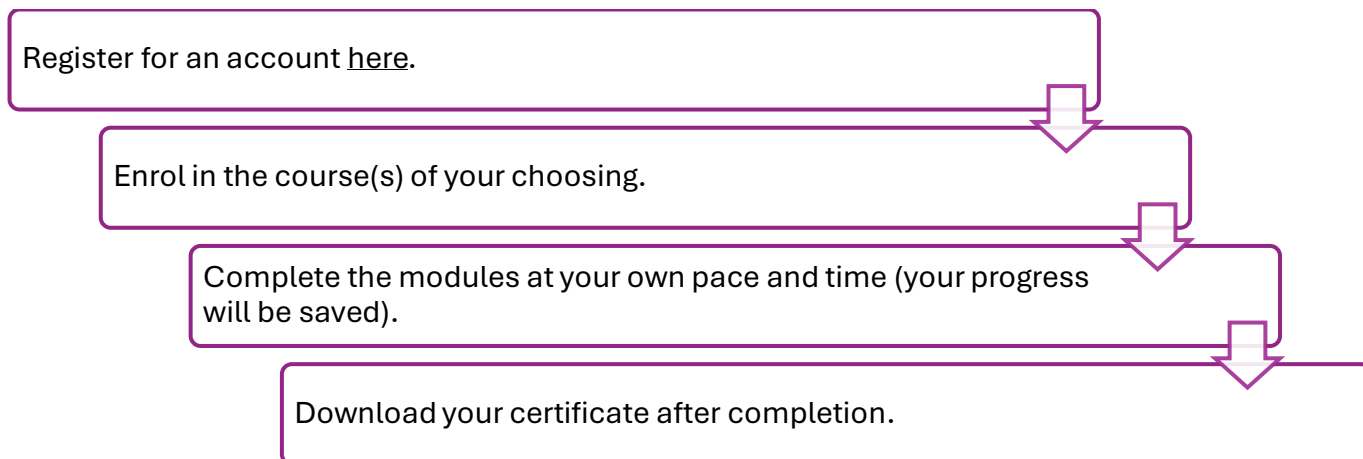 Register for an account here.
Enrol in the course(s) of your choosing.
Complete the modules at your own pace and time (your progress
will be saved).
Download your certificate after completion.